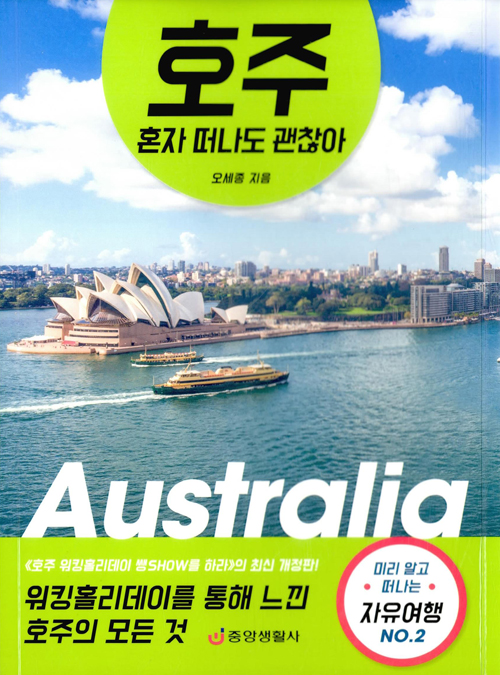 호주
혼자 떠나도 괜찮아
오세종 지음
Australia
《호주 워킹홀리데이 쌩SHOW를 하라》의 최신 개정판!
워킹홀리데이를 통해 느낀
호주의 모든 것
중앙생활사
미리 알고
떠나는
자유여행
NO.2